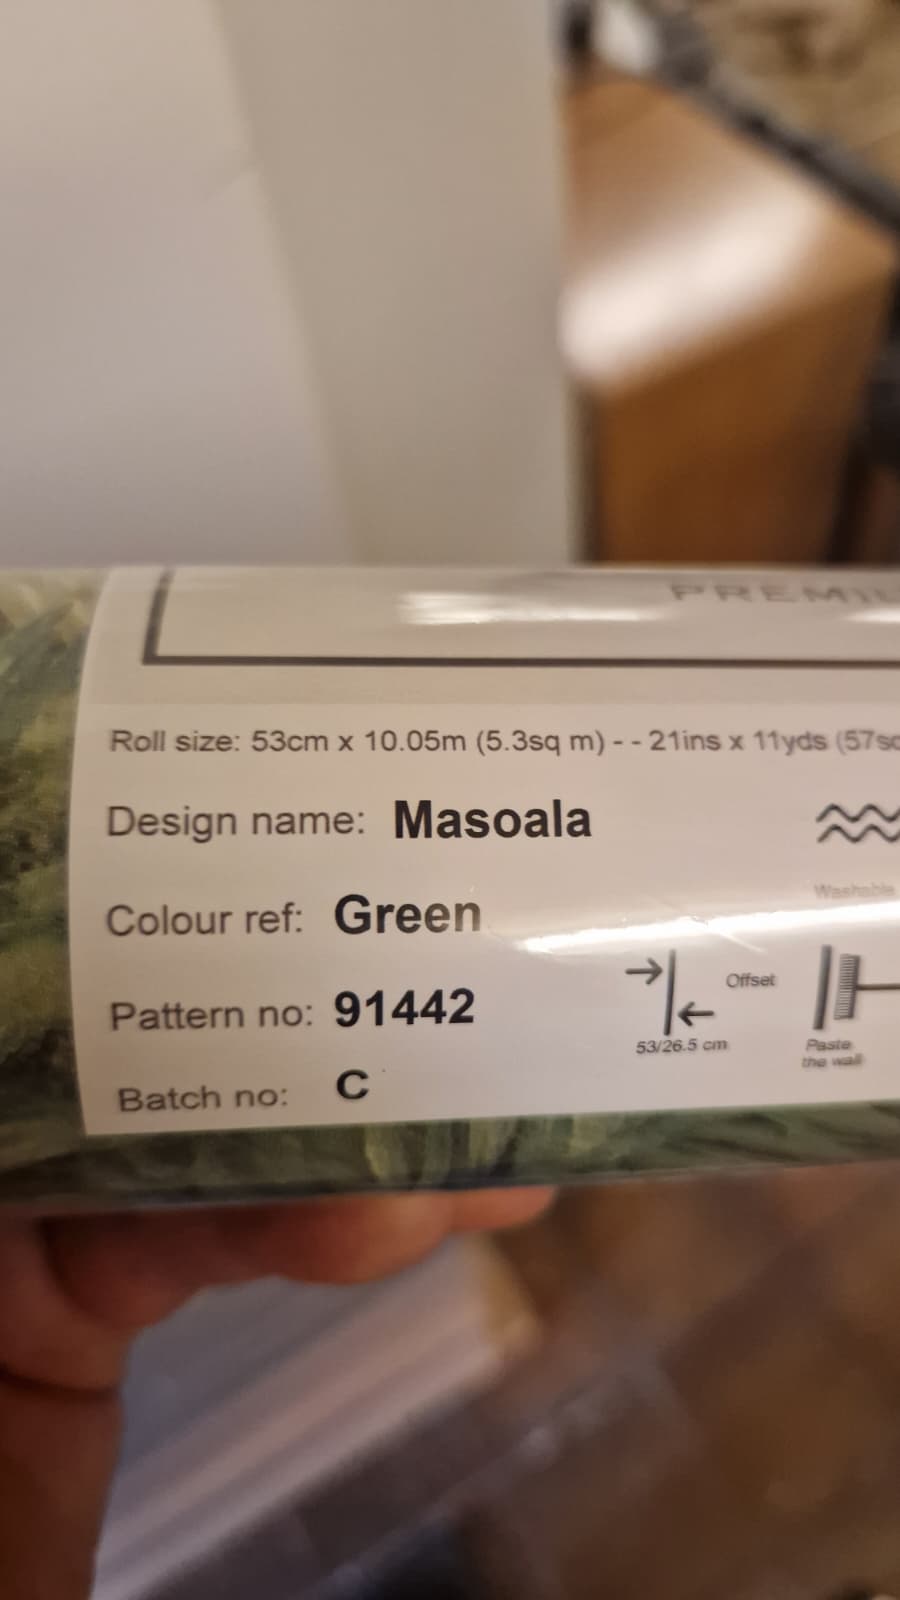 Roll size: 53cm x 10.05m (5.3sq m) - - 21ins x 11yds
Design name: Masoala
Colour ref: Green
Washable
Offset
Pattern no: 91442
53/26.5 cm
Paste
the wall
Batch no: C